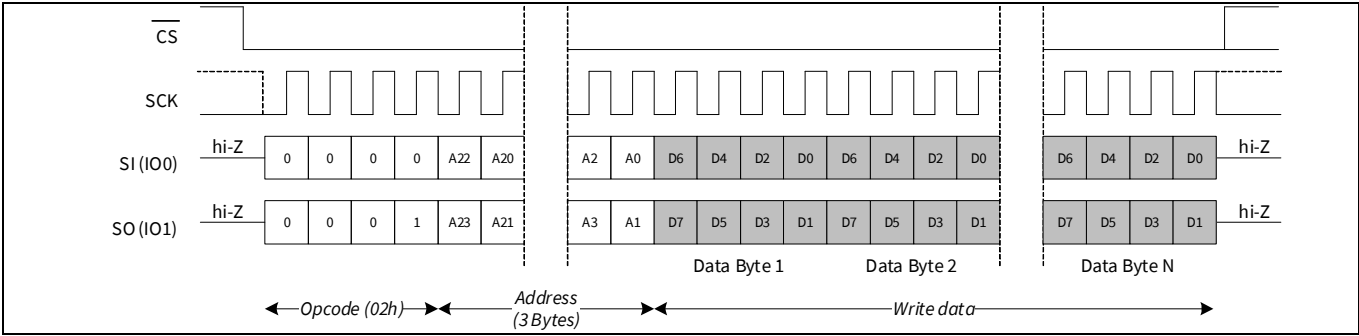 CS
SCK
SI (IO0) hi-Z 0 0 0 0 A22 A20 A2 A0 D6 D4 D2 D0 D6 D4 D2 D0 D6 D4 D2 D0 hi-Z
SO (IO1) hi-Z 0 0 0 1 A23 A21 A3 A1 D7 D5 D3 D1 D7 D5 D3 D1 D7 D5 D3 D1 hi-Z
Data Byte 1 Data Byte 2 Data Byte N
Opcode (02h) Address (3 Bytes) Write data